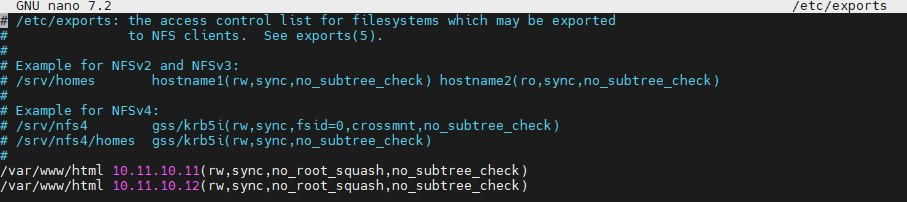 GNU nano 7.2 /etc/exports
# /etc/exports: the access control list for filesystems which may be exported
#               to NFS clients.  See exports(5).
#
# Example for NFSv2 and NFSv3:
# /srv/homes       hostname1(rw,sync,no_subtree_check) hostname2(ro,sync,no_subtree_check)
#
# Example for NFSv4:
# /srv/nfs4        gss/krb5i(rw,sync,fsid=0,crossmnt,no_subtree_check)
# /srv/nfs4/homes  gss/krb5i(rw,sync,no_subtree_check)
#
/var/www/html 10.11.10.11(rw,sync,no_root_squash,no_subtree_check)
/var/www/html 10.11.10.12(rw,sync,no_root_squash,no_subtree_check)